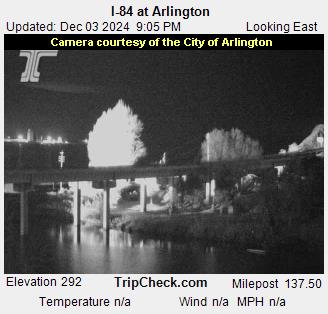 I-84 at Arlington
Updated: Dec 03 2024 9:05 PM Looking East
Camera courtesy of the City of Arlington
Elevation 292 TripCheck.com Milepost 137.50
Temperature n/a Wind n/a MPH n/a